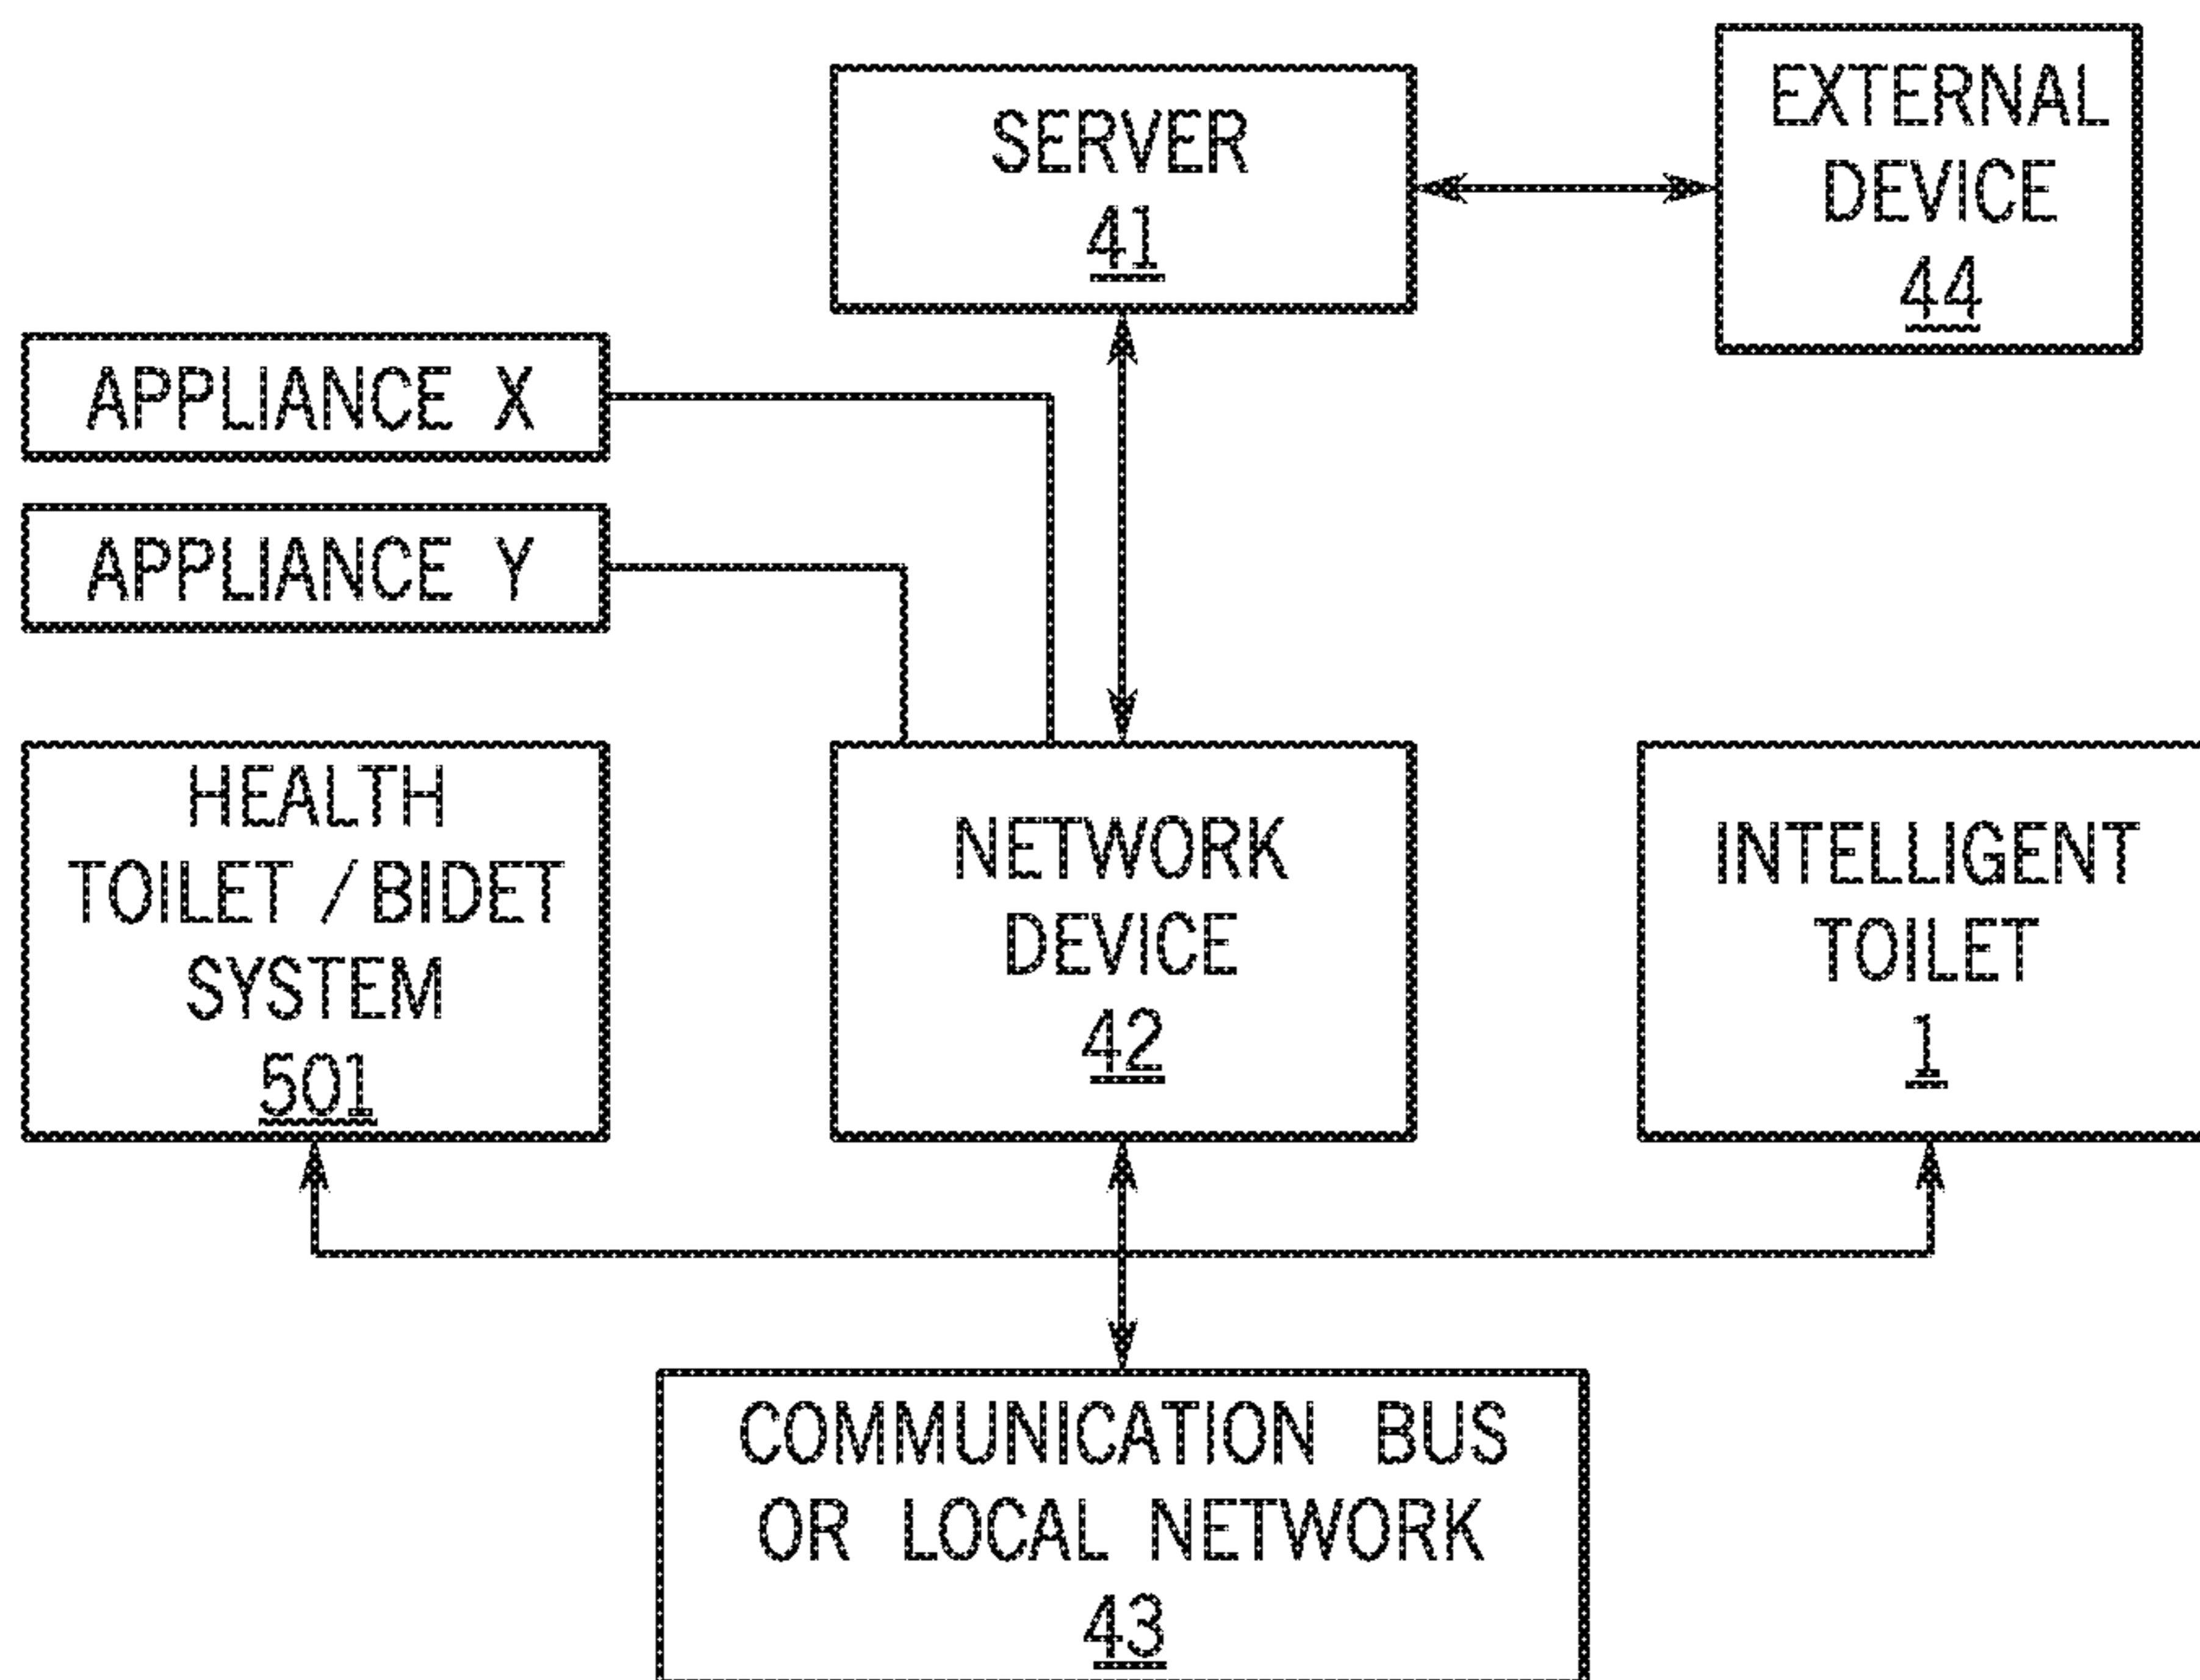 SERVER
41
EXTERNAL
DEVICE
44
APPLIANCE X
APPLIANCE Y
HEALTH
TOILET / BIDET
SYSTEM
501
NETWORK
DEVICE
42
INTELLIGENT
TOILET
1
COMMUNICATION BUS
OR LOCAL NETWORK
43